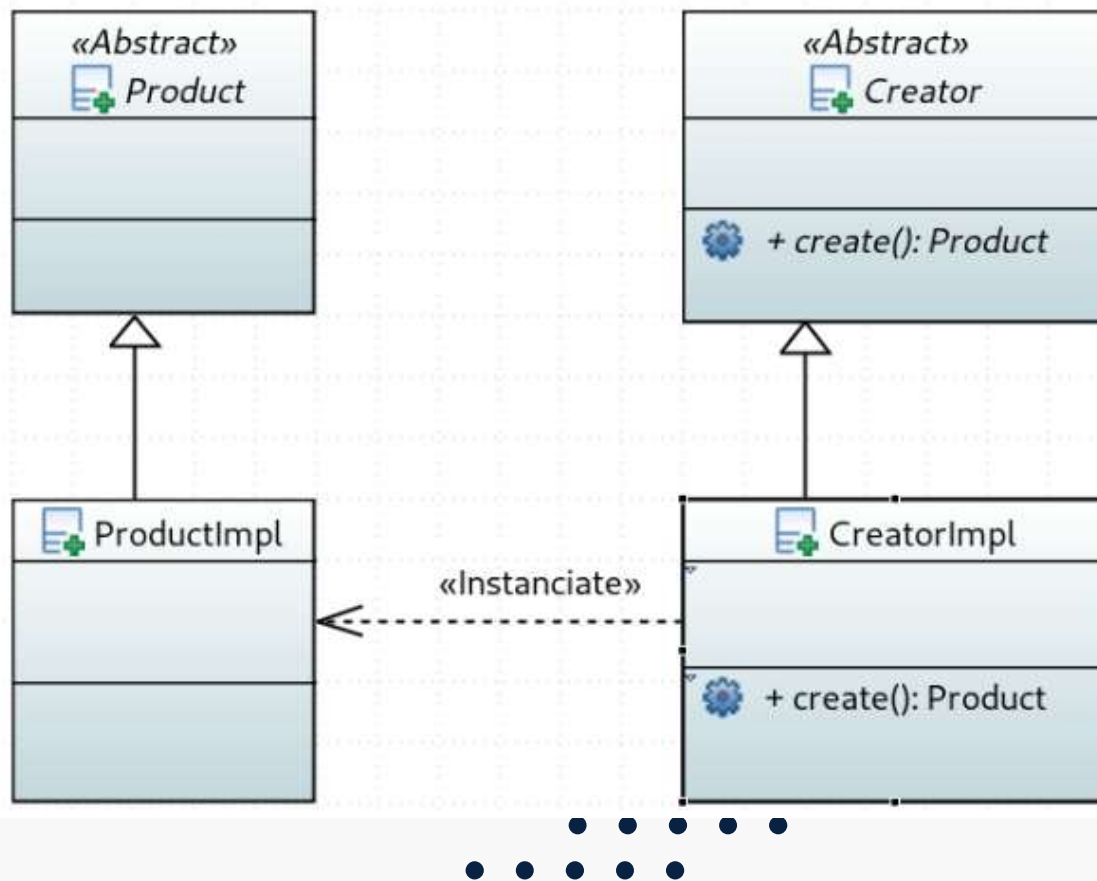 «Abstract»
Product
«Abstract»
Creator
+ create(): Product
ProductImpl
«Instanciate»
CreatorImpl
+ create(): Product